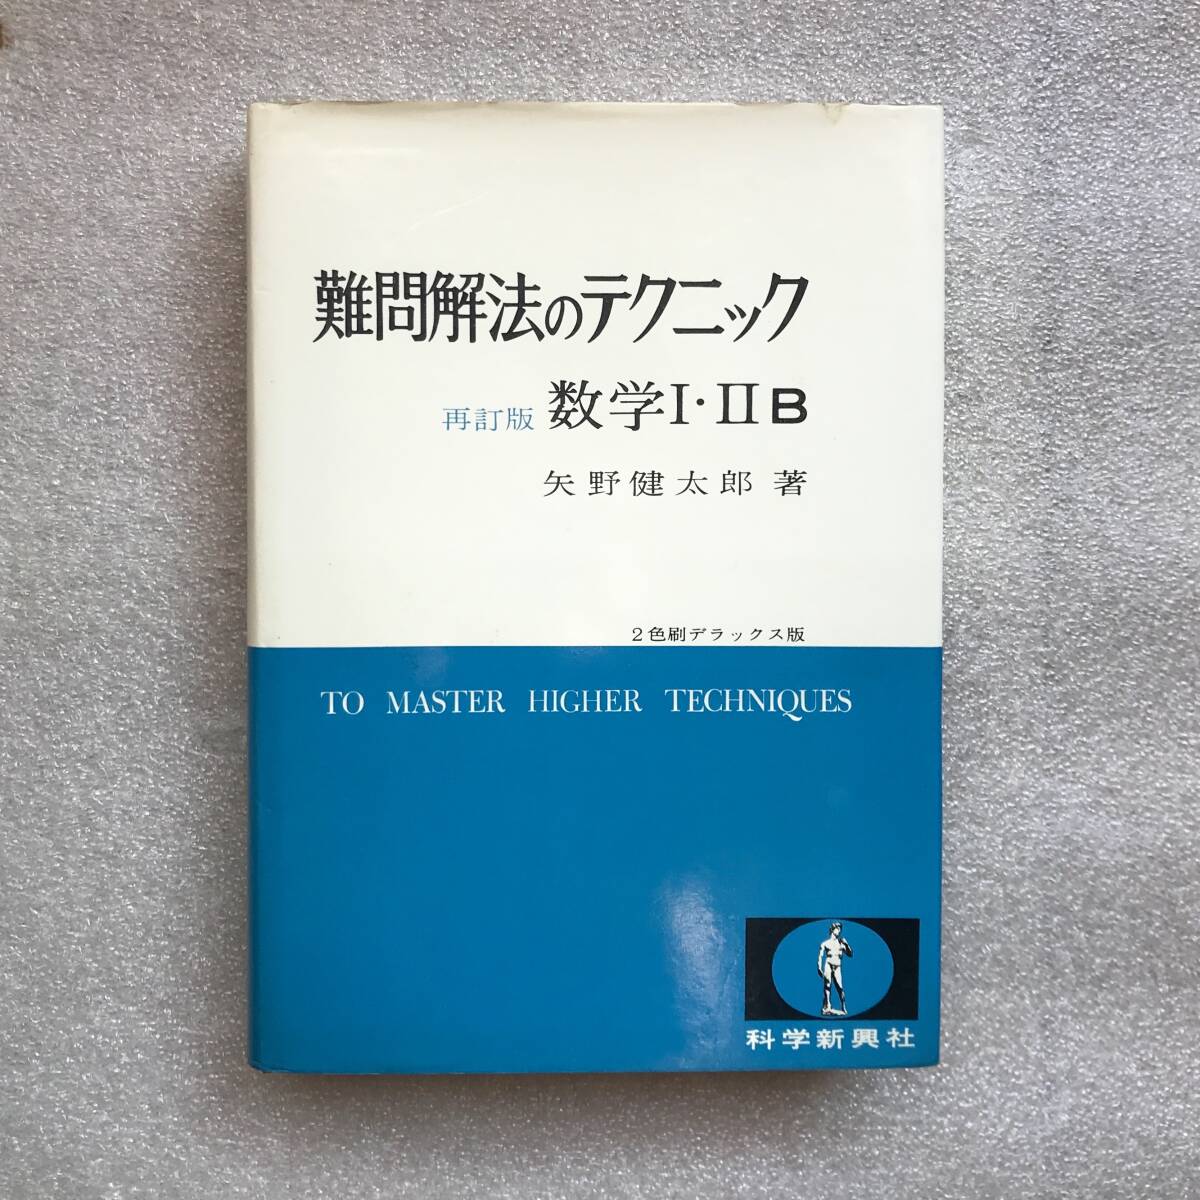 難問解法のテクニック
再訂版 数学I・IIB
矢野健太郎 著
2色刷デラックス版
TO MASTER HIGHER TECHNIQUES
科学新興社